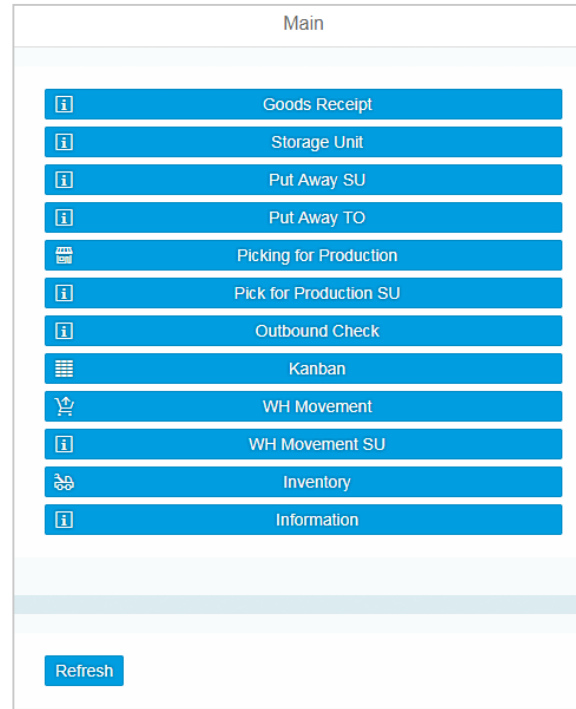 Main
Goods Receipt
Storage Unit
Put Away SU
Put Away TO
Picking for Production
Pick for Production SU
Outbound Check
Kanban
WH Movement
WH Movement SU
Inventory
Information
Refresh